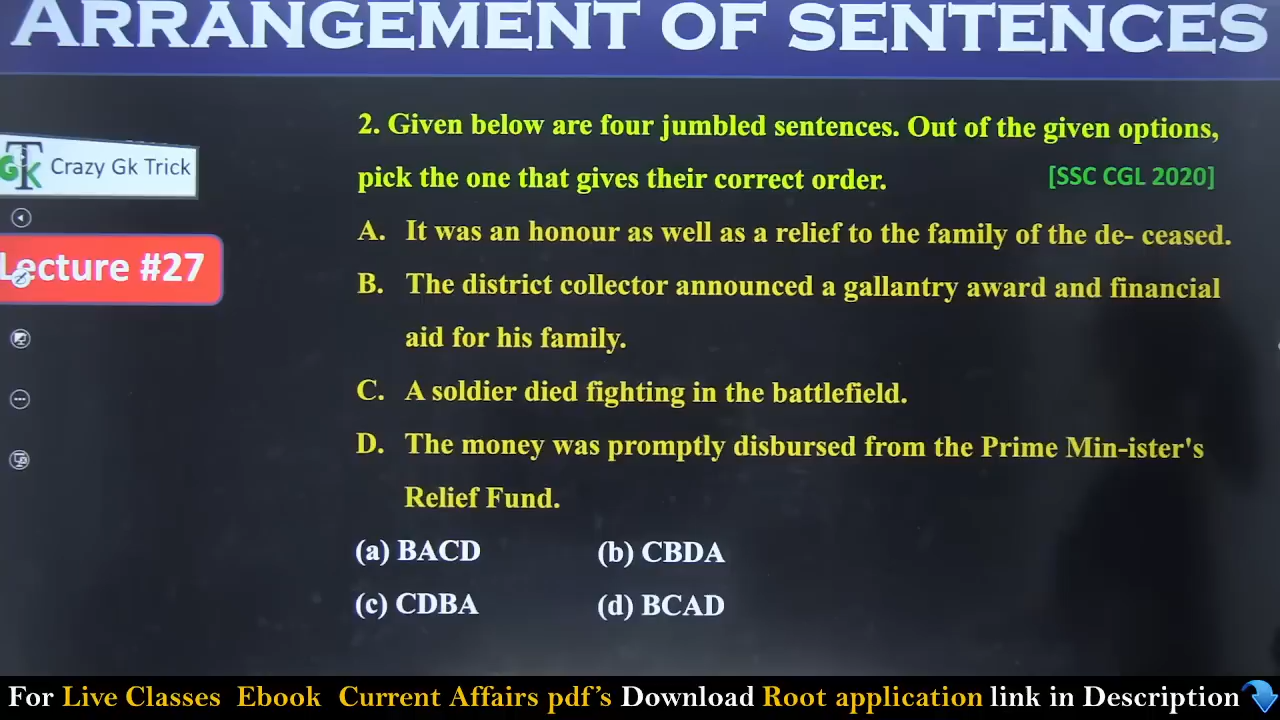 ARRANGEMENT OF SENTENCES
2. Given below are four jumbled sentences. Out of the given options,
pick the one that gives their correct order. [SSC CGL 2020]
GK Crazy Gk Trick
A. It was an honour as well as a relief to the family of the de- ceased.
Lecture #27
B. The district collector announced a gallantry award and financial
aid for his family.
C. A soldier died fighting in the battlefield.
D. The money was promptly disbursed from the Prime Min-ister's
Relief Fund.
(a) BACD (b) CBDA
(c) CDBA (d) BCAD
For Live Classes Ebook Current Affairs pdf's Download Root application link in Description